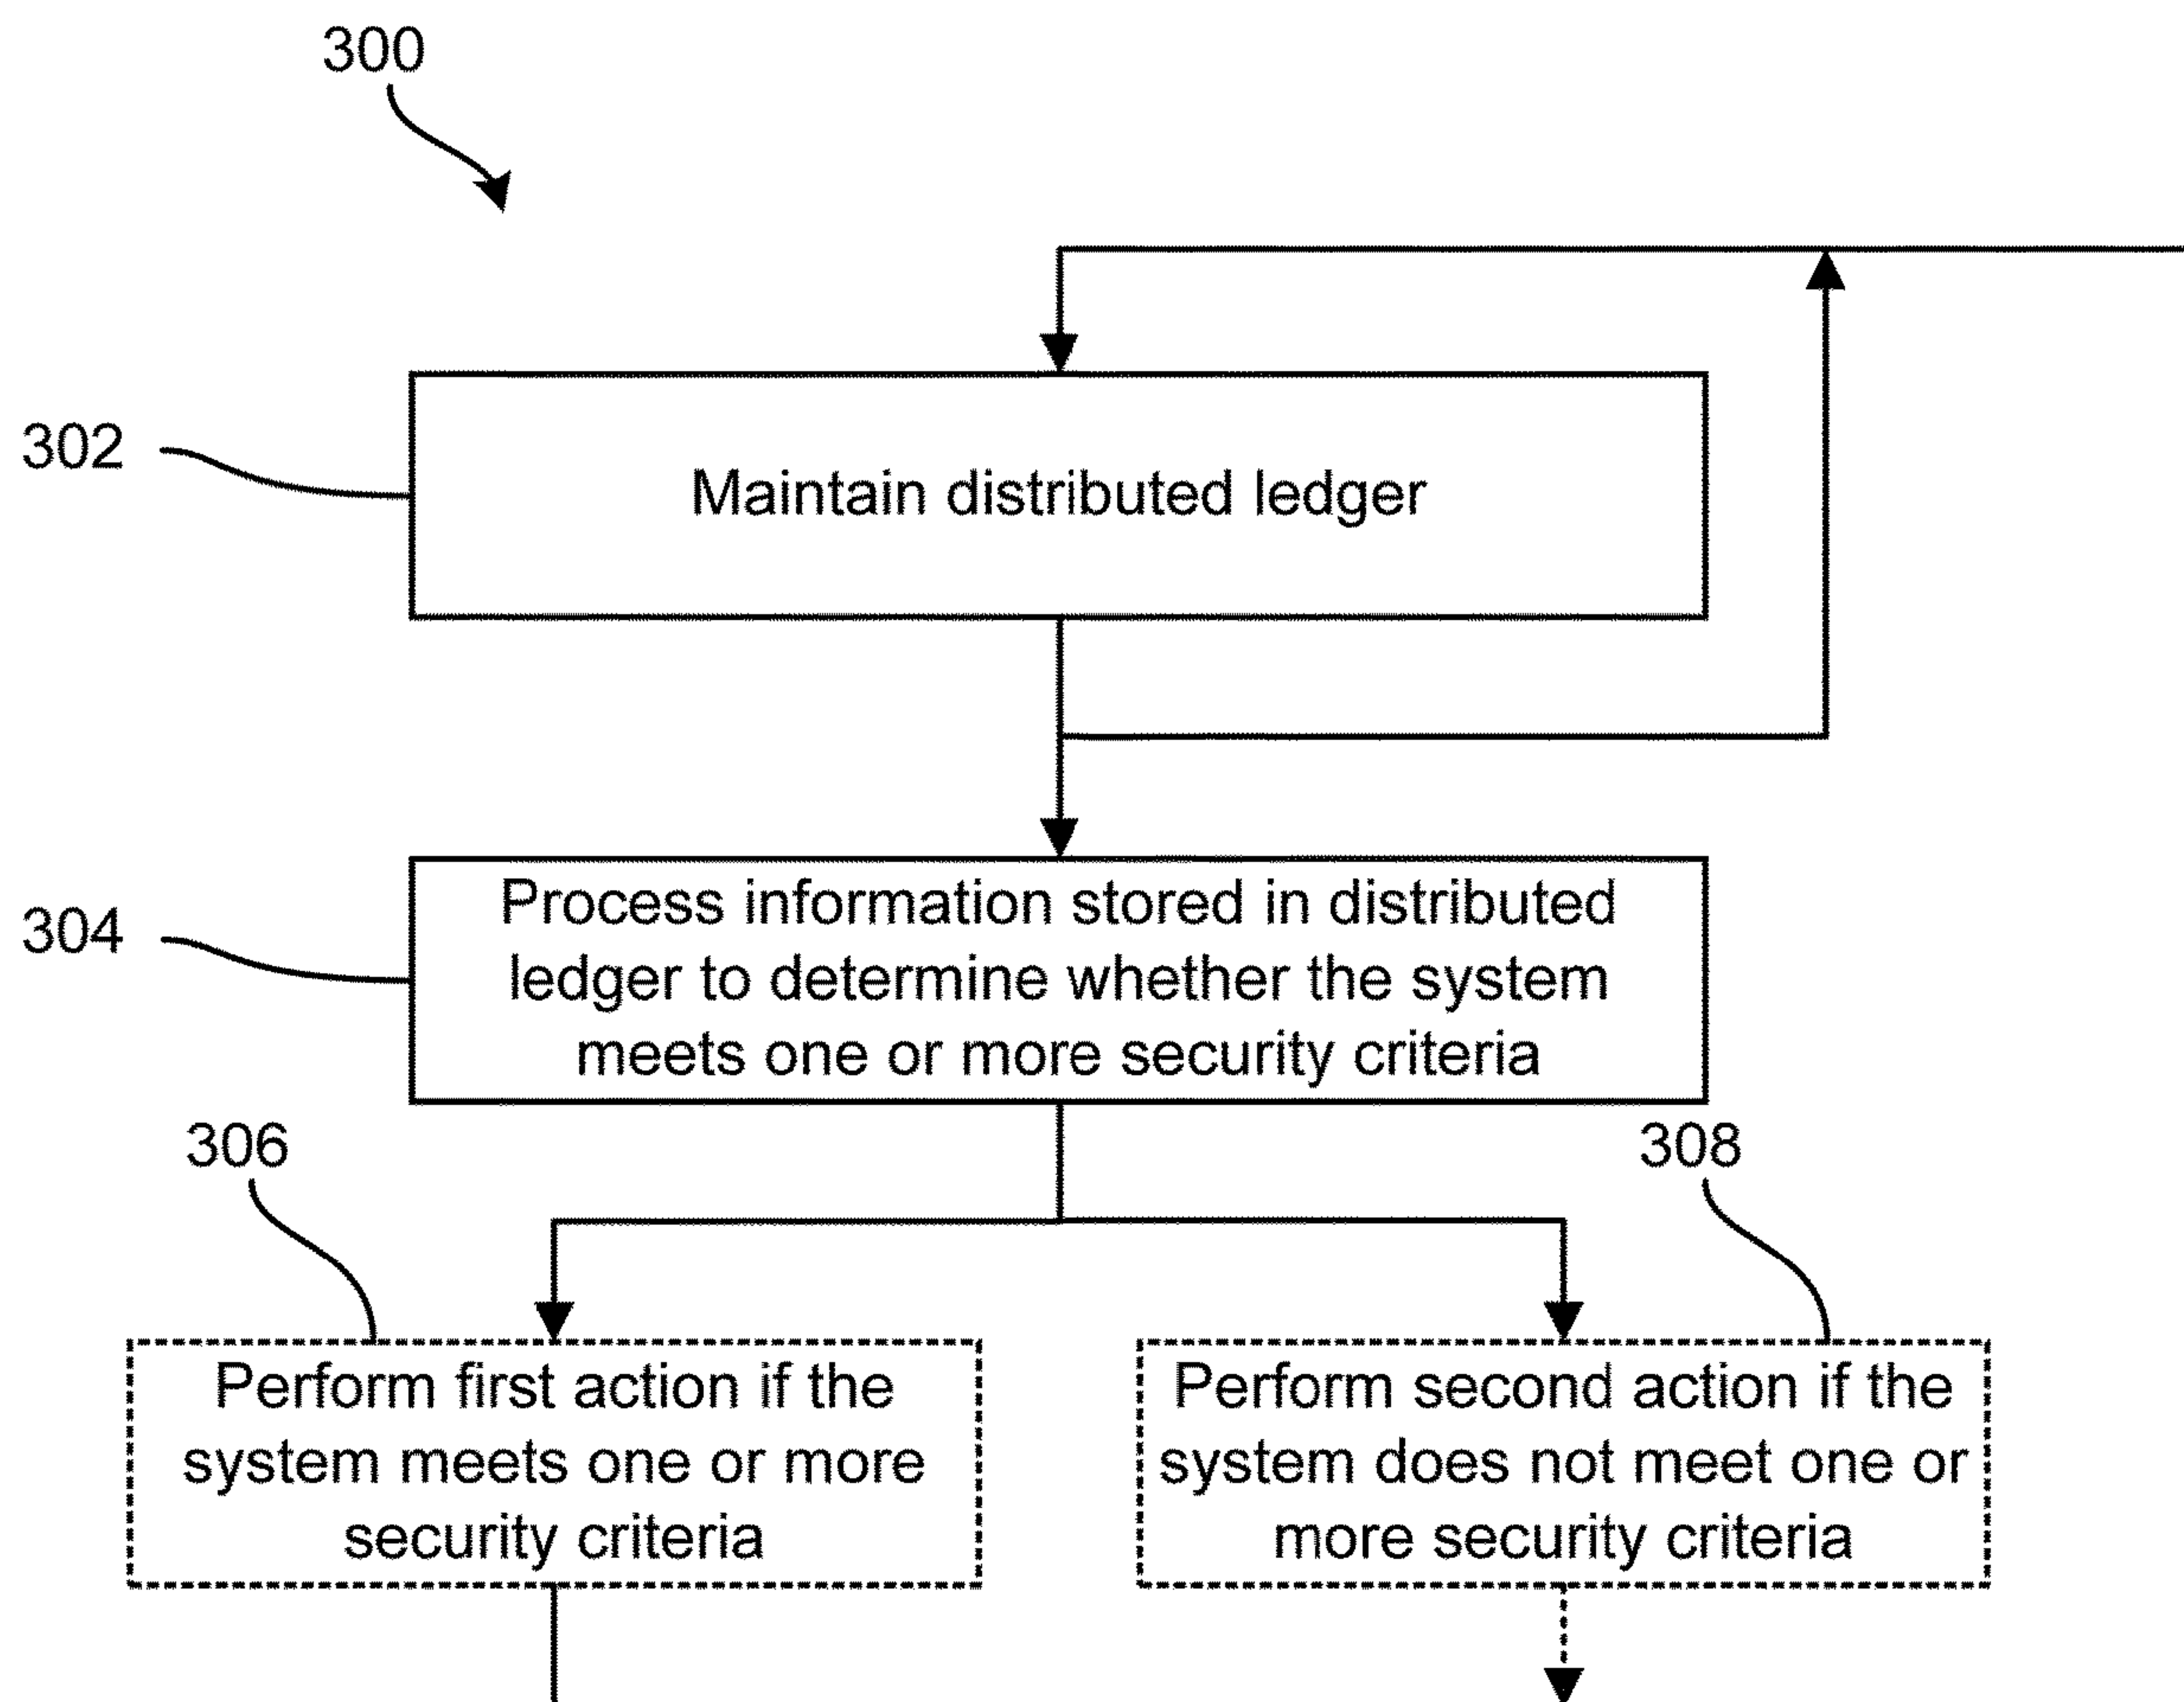 300
302
Maintain distributed ledger
304
Process information stored in distributed
ledger to determine whether the system
meets one or more security criteria
306
308
Perform first action if the
system meets one or more
security criteria
Perform second action if the
system does not meet one or
more security criteria